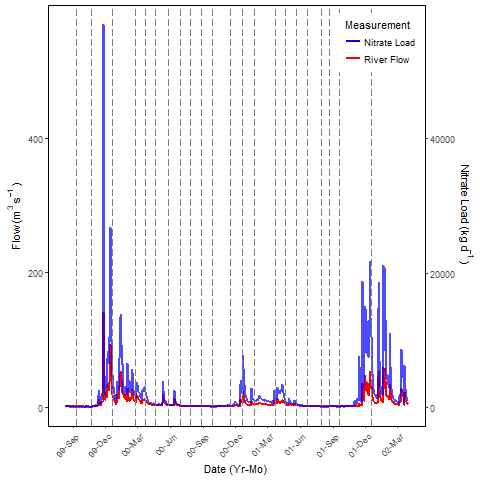 Measurement
Nitrate Load
River Flow
Flow (m³ s⁻¹)
400
200
0
40000
20000
0
Nitrate Load (kg d⁻¹)
99-Sep
99-Dec
00-Mar
00-Jun
00-Sep
00-Dec
01-Mar
01-Jun
01-Sep
01-Dec
02-Mar
Date (Yr-Mo)